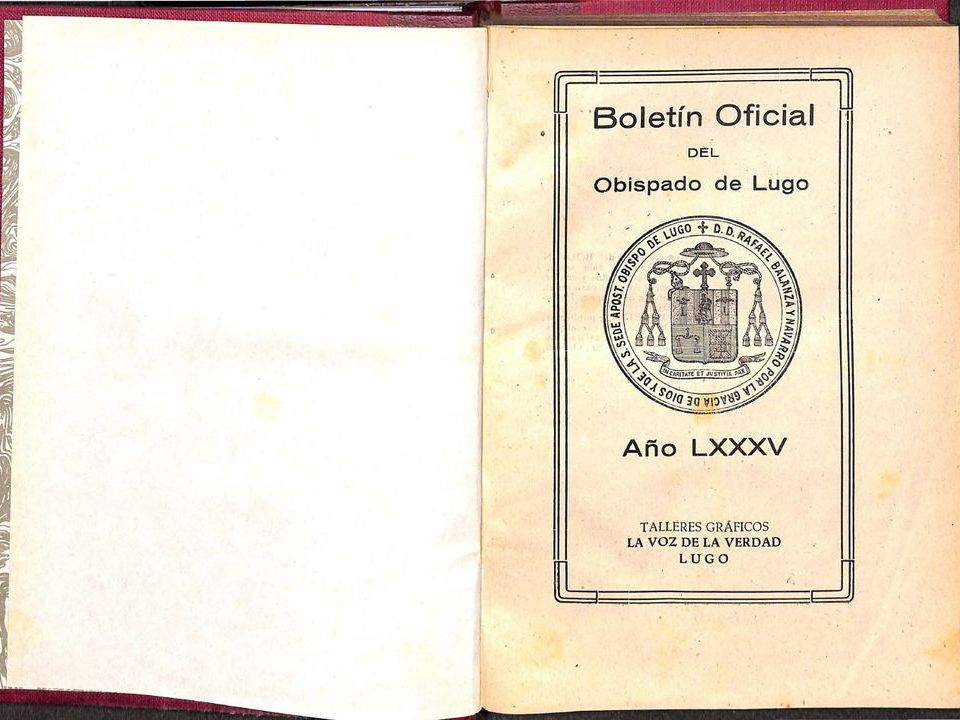 Boletín Oficial
DEL
Obispado de Lugo
D. D. RAFAEL BALANZA Y NAVARRO POR LA GRACIA DE DIOS Y DE LA S. SEDE APOST. OBISPO DE LUGO
IN CARITATE ET JUSTITIA PAX
Año LXXXV
TALLERES GRÁFICOS
LA VOZ DE LA VERDAD
LUGO